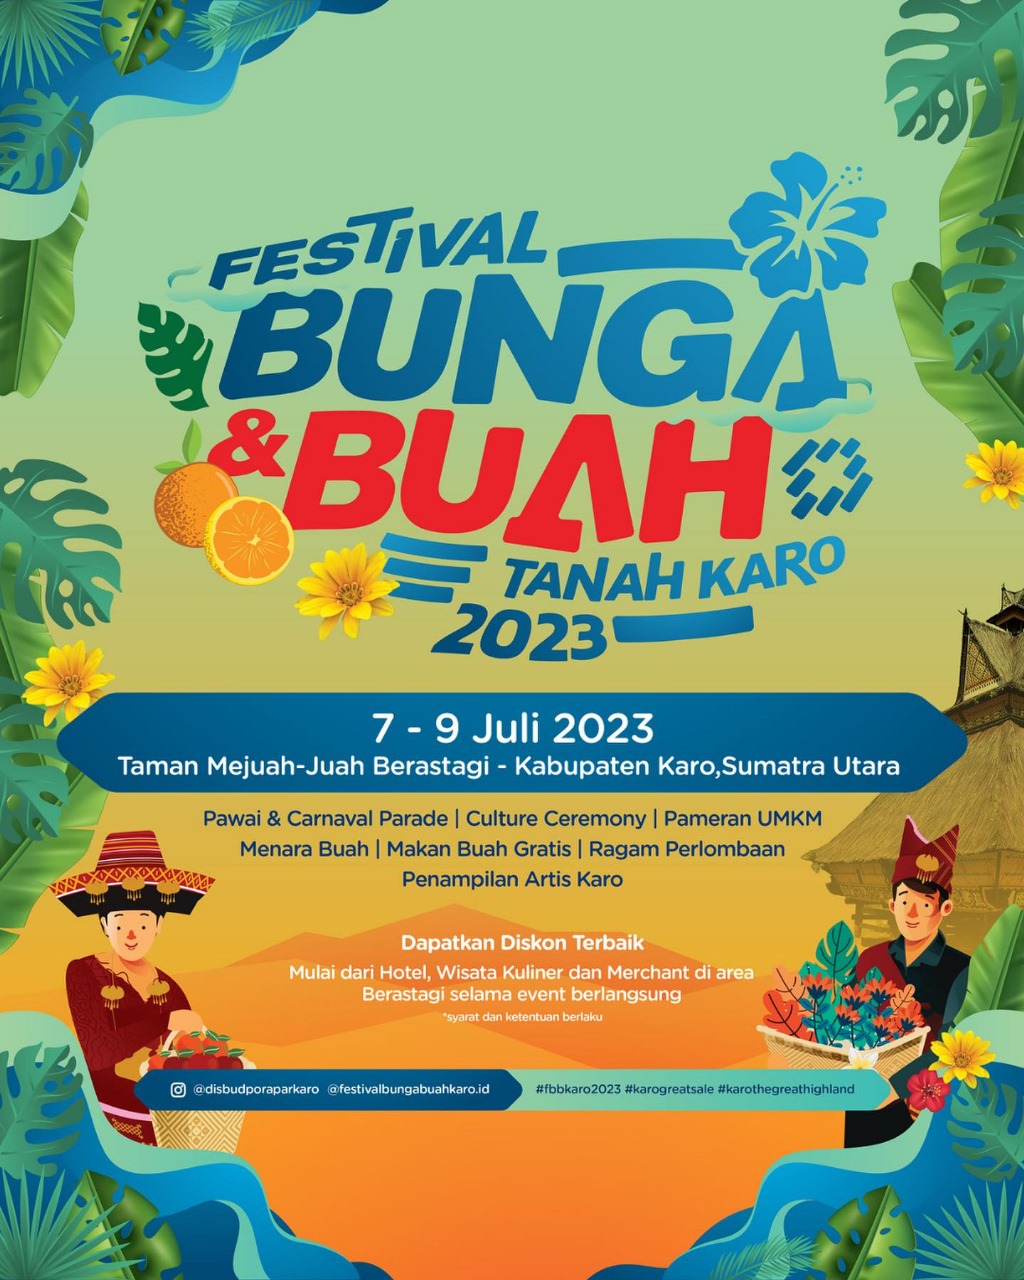 FESTIVAL
BUNGA
& BUAH
TANAH KARO
2023
7 - 9 Juli 2023
Taman Mejuah-Juah Berastagi - Kabupaten Karo,Sumatra Utara
Pawai & Carnaval Parade | Culture Ceremony | Pameran UMKM
Menara Buah | Makan Buah Gratis | Ragam Perlombaan
Penampilan Artis Karo
Dapatkan Diskon Terbaik
Mulai dari Hotel, Wisata Kuliner dan Merchant di area
Berastagi selama event berlangsung
*syarat dan ketentuan berlaku
@disbudporaparkaro @festivalbungabuahkaro.id #fbbkaro2023 #karogreatsale #karothegreathighland